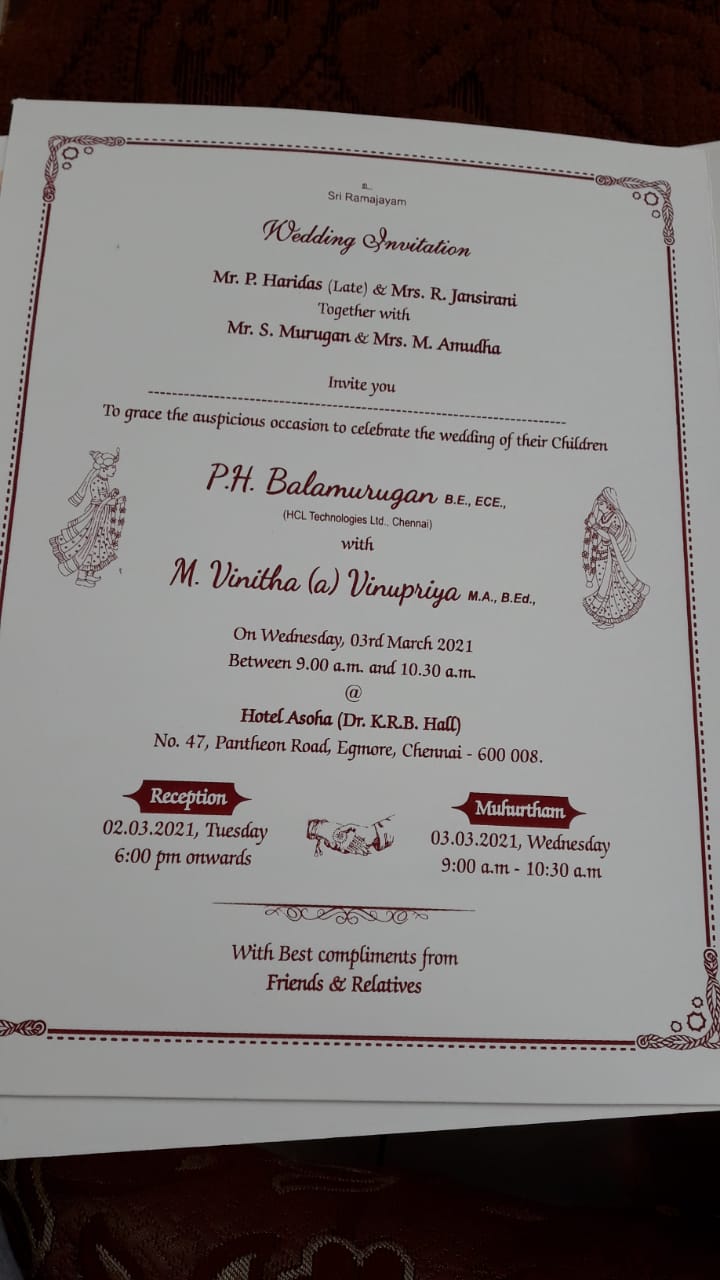 உ
Sri Ramajayam
Wedding Invitation
Mr. P. Haridas (Late) & Mrs. R. Jansirani
Together with
Mr. S. Murugan & Mrs. M. Amudha
Invite you
To grace the auspicious occasion to celebrate the wedding of their Children
P.H. Balamurugan B.E., ECE.,
(HCL Technologies Ltd., Chennai)
with
M. Vinitha (a) Vinupriya M.A., B.Ed.,
On Wednesday, 03rd March 2021
Between 9.00 a.m. and 10.30 a.m.
@
Hotel Asoha (Dr. K.R.B. Hall)
No. 47, Pantheon Road, Egmore, Chennai - 600 008.
Reception
02.03.2021, Tuesday
6:00 pm onwards
Muhurtham
03.03.2021, Wednesday
9:00 a.m - 10:30 a.m
With Best compliments from
Friends & Relatives